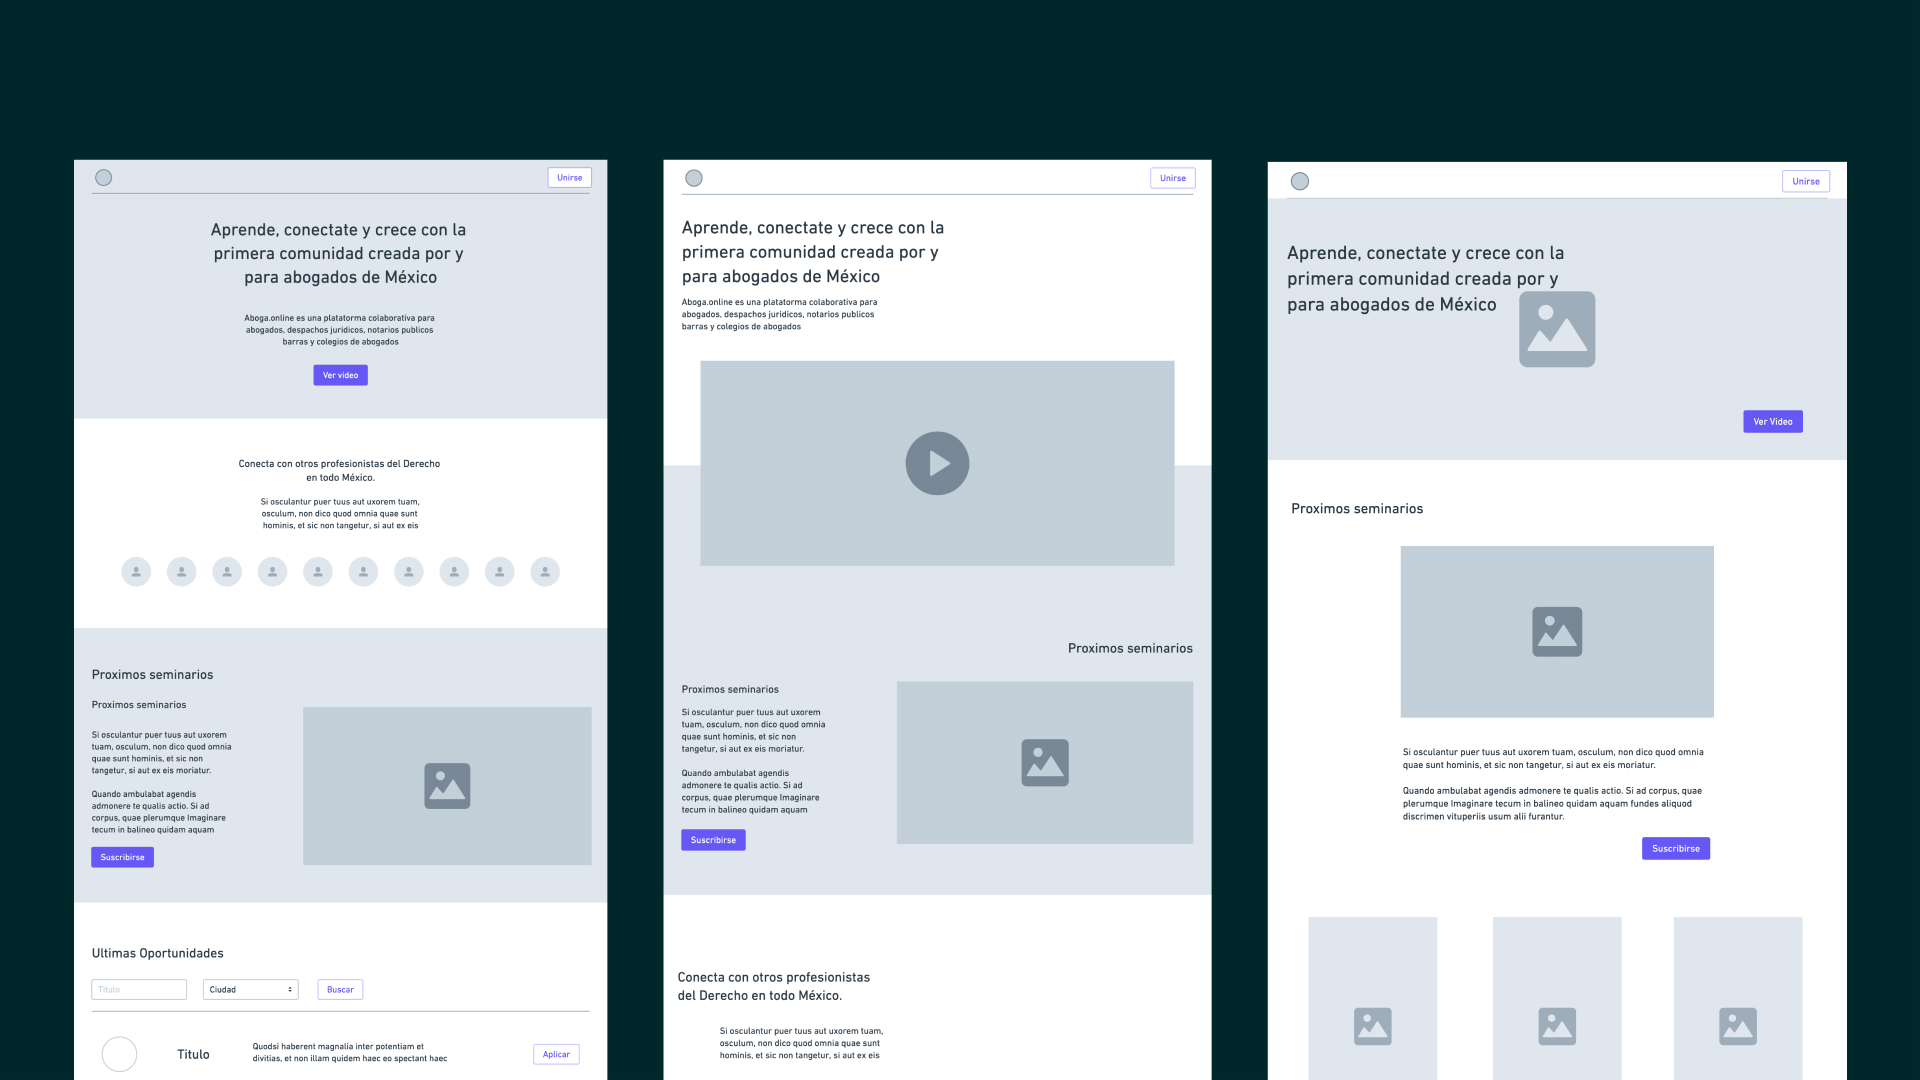 Unirse
Aprende, conectate y crece con la
primera comunidad creada por y
para abogados de México
Aboga.online es una platatorma colaborativa para
abogados, despachos juridicos, notarios publicos
barras y colegios de abogados
Ver video
Conecta con otros profesionistas del Derecho
en todo México.
Si osculantur puer tuus aut uxorem tuam,
osculum, non dico quod omnia quae sunt
hominis, et sic non tangetur, si aut ex eis
Proximos seminarios
Proximos seminarios
Si osculantur puer tuus aut uxorem
tuam, osculum, non dico quod omnia
quae sunt hominis, et sic non
tangetur, si aut ex eis moriatur.
Quando ambulabat agendis
admonere te qualis actio. Si ad
corpus, quae plerumque Imaginare
tecum in balineo quidam aquam
Suscribirse
Ultimas Oportunidades
Titulo
Ciudad
Buscar
Titulo
Quodsi haberent magnalia inter potentiam et
divitias, et non illam quidem haec eo spectant haec
Aplicar
Unirse
Aprende, conectate y crece con la
primera comunidad creada por y
para abogados de México
Aboga.online es una platatorma colaborativa para
abogados, despachos juridicos, notarios publicos
barras y colegios de abogados
Proximos seminarios
Proximos seminarios
Si osculantur puer tuus aut uxorem
tuam, osculum, non dico quod omnia
quae sunt hominis, et sic non
tangetur, si aut ex eis moriatur.
Quando ambulabat agendis
admonere te qualis actio. Si ad
corpus, quae plerumque Imaginare
tecum in balineo quidam aquam
Suscribirse
Conecta con otros profesionistas
del Derecho en todo México.
Si osculantur puer tuus aut uxorem tuam,
osculum, non dico quod omnia quae sunt
hominis, et sic non tangetur, si aut ex eis
Unirse
Aprende, conectate y crece con la
primera comunidad creada por y
para abogados de México
Ver Video
Proximos seminarios
Si osculantur puer tuus aut uxorem tuam, osculum, non dico quod omnia
quae sunt hominis, et sic non tangetur, si aut ex eis moriatur.
Quando ambulabat agendis admonere te qualis actio. Si ad corpus, quae
plerumque Imaginare tecum in balineo quidam aquam fundes aliquod
discrimen vituperiis usum alii furantur.
Suscribirse